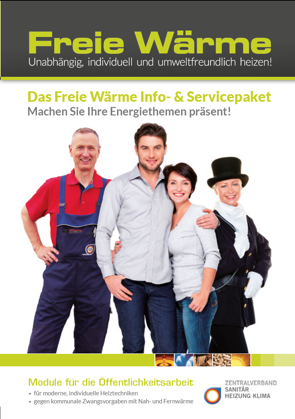 Freie Wärme
Unabhängig, individuell und umweltfreundlich heizen!
Das Freie Wärme Info- & Servicepaket
Machen Sie Ihre Energiethemen präsent!
Module für die Öffentlichkeitsarbeit
• für moderne, individuelle Heiztechniken
• gegen kommunale Zwangsvorgaben mit Nah- und Fernwärme
ZENTRALVERBAND
SANITÄR
HEIZUNG KLIMA